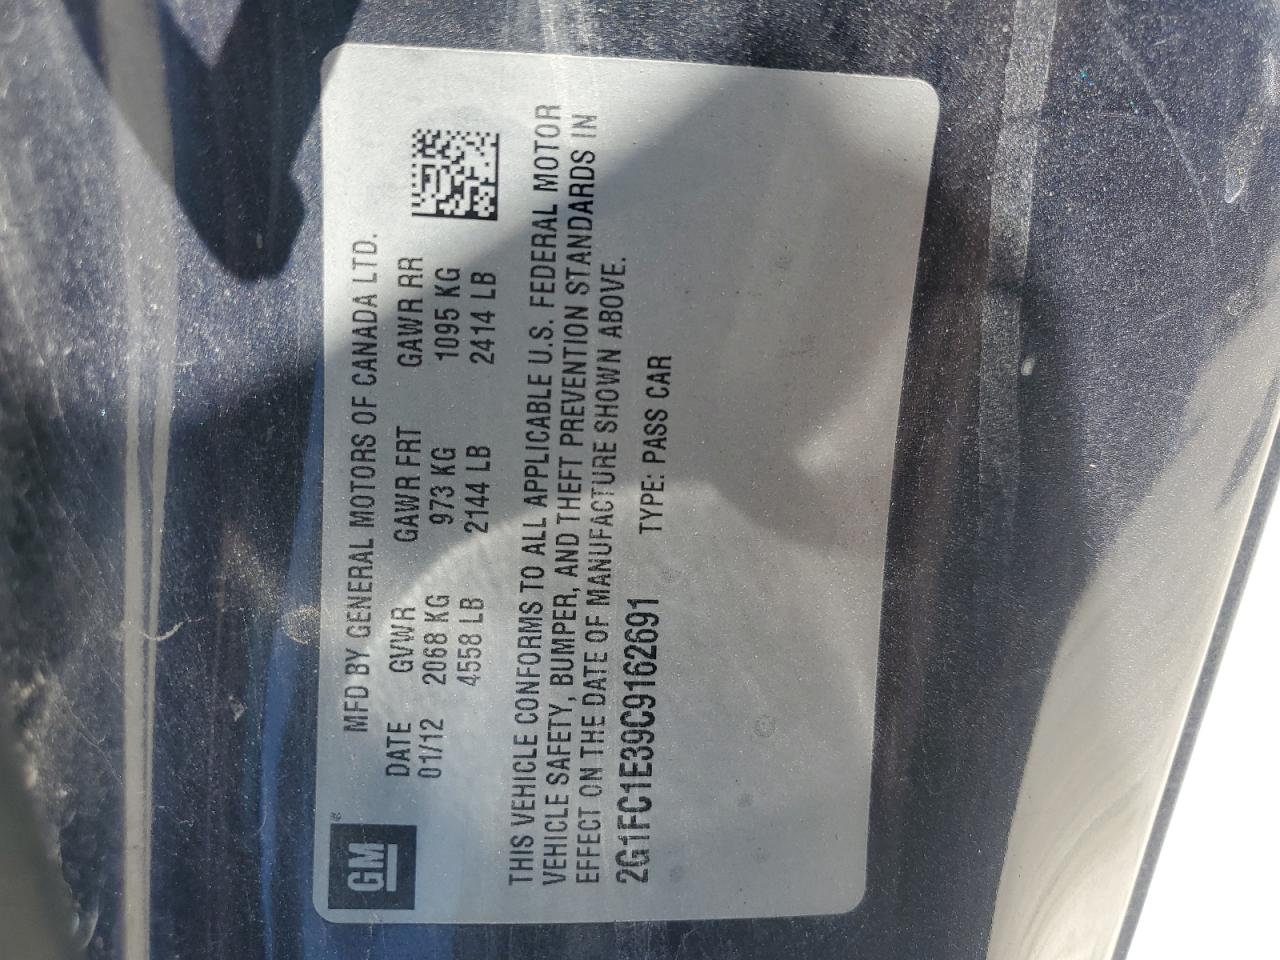 GM
MFD BY GENERAL MOTORS OF CANADA LTD.
DATE GVWR GAWR FRT GAWR RR
01/12 2068 KG 973 KG 1095 KG
4558 LB 2144 LB 2414 LB
THIS VEHICLE CONFORMS TO ALL APPLICABLE U.S. FEDERAL MOTOR
VEHICLE SAFETY, BUMPER, AND THEFT PREVENTION STANDARDS IN
EFFECT ON THE DATE OF MANUFACTURE SHOWN ABOVE.
2G1FC1E39C9162691 TYPE: PASS CAR